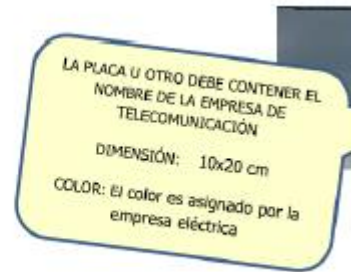 LA PLACA U OTRO DEBE CONTENER EL
NOMBRE DE LA EMPRESA DE
TELECOMUNICACIÓN
DIMENSIÓN: 10x20 cm
COLOR: El color es asignado por la
empresa eléctrica